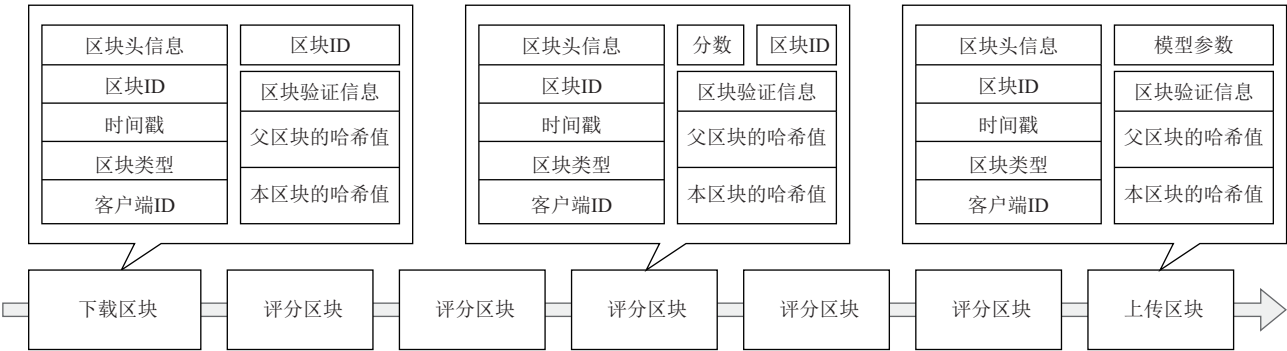 区块头信息
区块ID
时间戳
区块类型
客户端ID
区块ID
区块验证信息
父区块的哈希值
本区块的哈希值
区块头信息
区块ID
时间戳
区块类型
客户端ID
分数
区块ID
区块验证信息
父区块的哈希值
本区块的哈希值
区块头信息
区块ID
时间戳
区块类型
客户端ID
模型参数
区块验证信息
父区块的哈希值
本区块的哈希值
下载区块
评分区块
评分区块
评分区块
评分区块
评分区块
上传区块